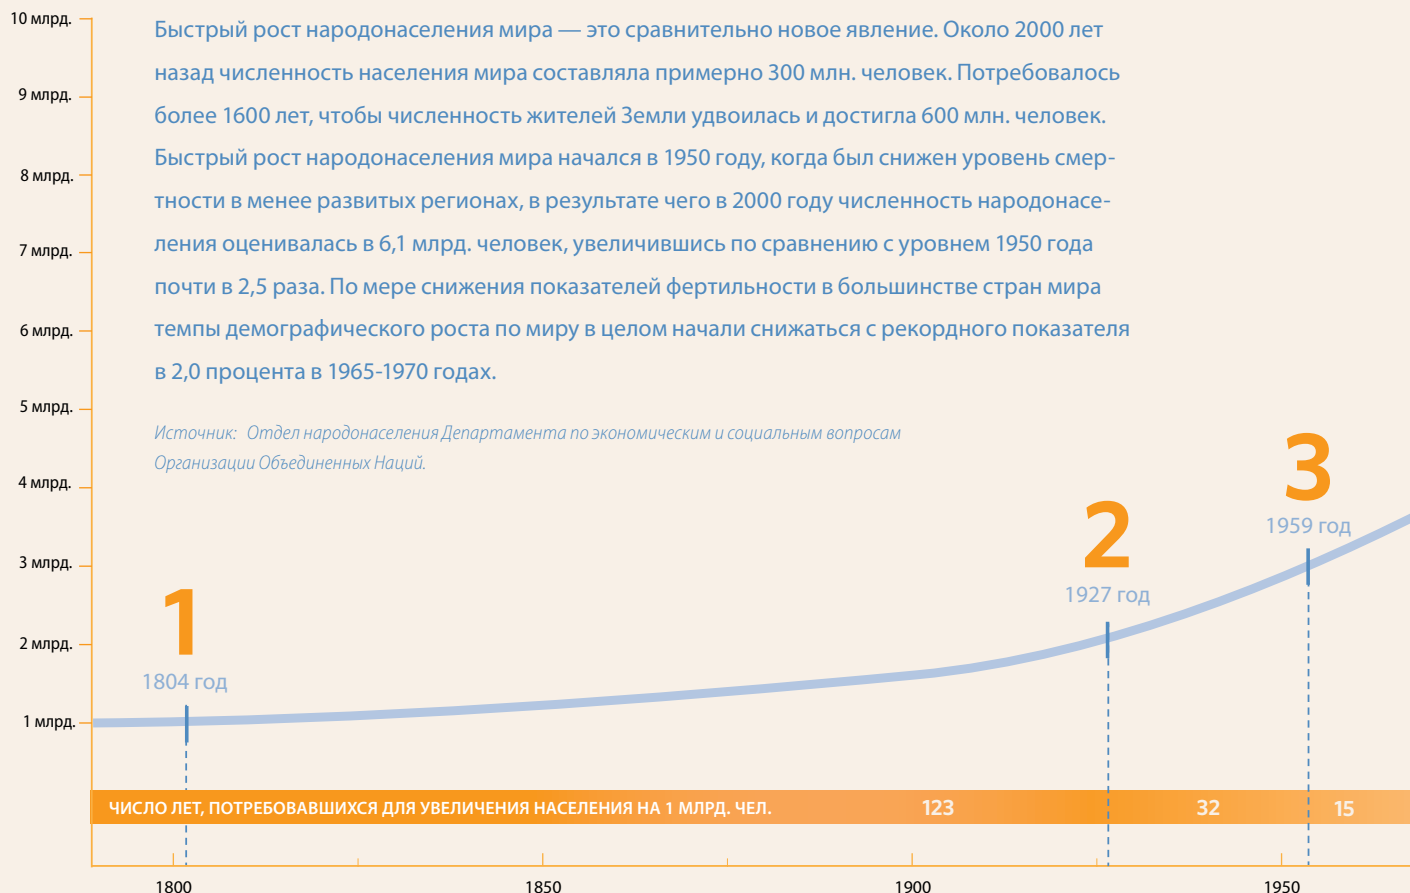 10 млрд.
9 млрд.
8 млрд.
7 млрд.
6 млрд.
5 млрд.
4 млрд.
3 млрд.
2 млрд.
1 млрд.
Быстрый рост народонаселения мира — это сравнительно новое явление. Около 2000 лет
назад численность населения мира составляла примерно 300 млн. человек. Потребовалось
более 1600 лет, чтобы численность жителей Земли удвоилась и достигла 600 млн. человек.
Быстрый рост народонаселения мира начался в 1950 году, когда был снижен уровень смер-
тности в менее развитых регионах, в результате чего в 2000 году численность народонасе-
ления оценивалась в 6,1 млрд. человек, увеличившись по сравнению с уровнем 1950 года
почти в 2,5 раза. По мере снижения показателей фертильности в большинстве стран мира
темпы демографического роста по миру в целом начали снижаться с рекордного показателя
в 2,0 процента в 1965-1970 годах.
Источник: Отдел народонаселения Департамента по экономическим и социальным вопросам
Организации Объединенных Наций.
1
1804 год
2
1927 год
3
1959 год
ЧИСЛО ЛЕТ, ПОТРЕБОВАВШИХСЯ ДЛЯ УВЕЛИЧЕНИЯ НАСЕЛЕНИЯ НА 1 МЛРД. ЧЕЛ. 123 32 15
1800 1850 1900 1950